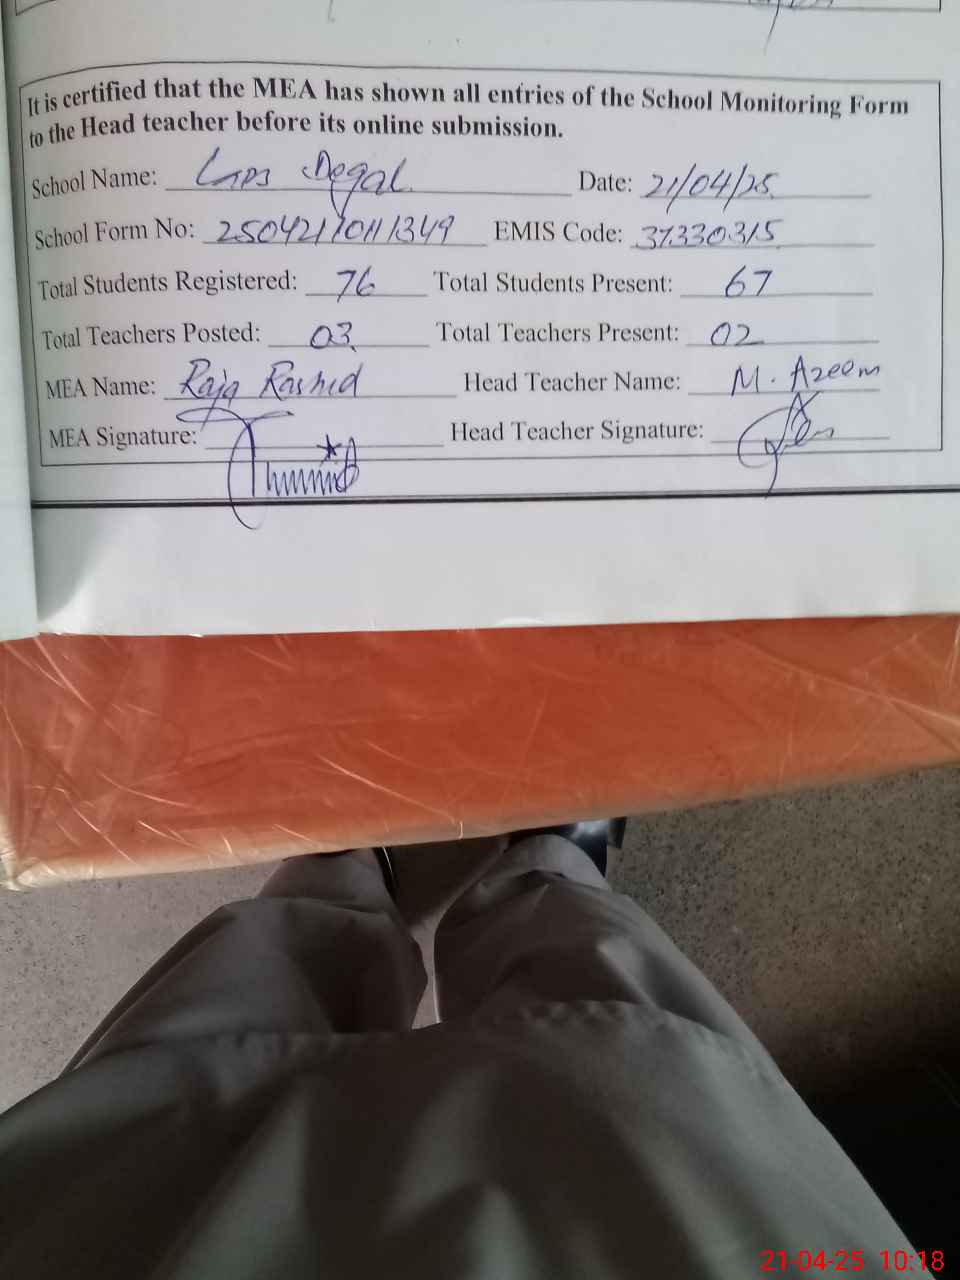 It is certified that the MEA has shown all entries of the School Monitoring Form
to the Head teacher before its online submission.
School Name: GPS Degal Date: 21/04/25
School Form No: 250421101111349 EMIS Code: 37330315
Total Students Registered: 76 Total Students Present: 67
Total Teachers Posted: 03 Total Teachers Present: 02
MEA Name: Raja Rashid Head Teacher Name: M. Azeem
MEA Signature: Head Teacher Signature:
21-04-25 10:18